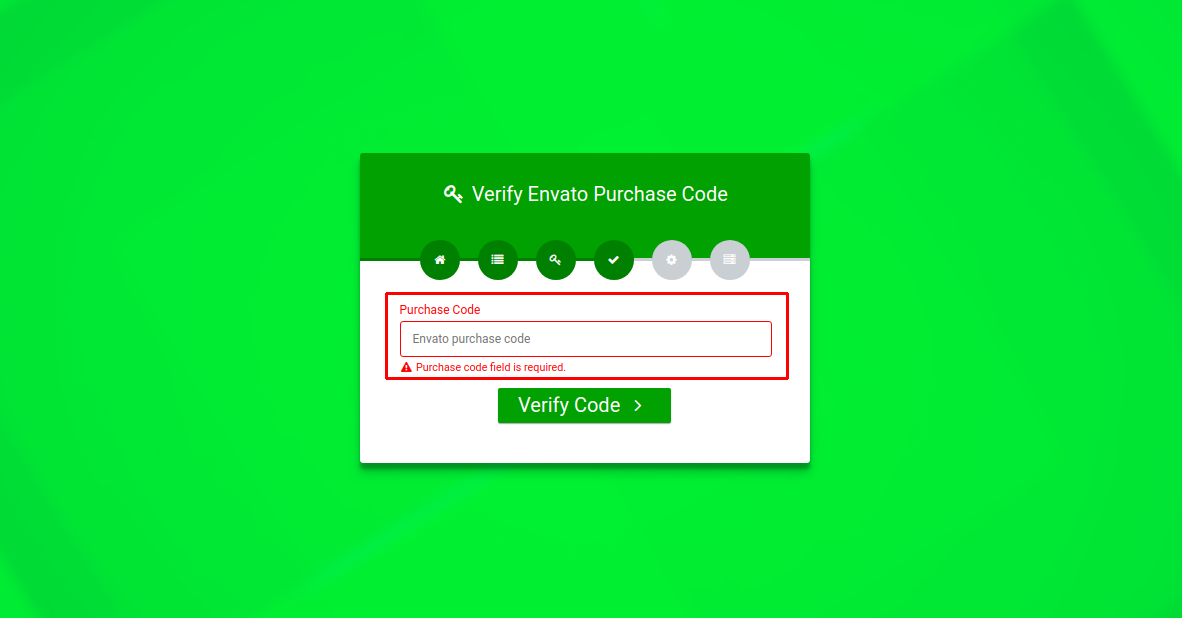 Verify Envato Purchase Code
Purchase Code
Envato purchase code
Purchase code field is required.
Verify Code